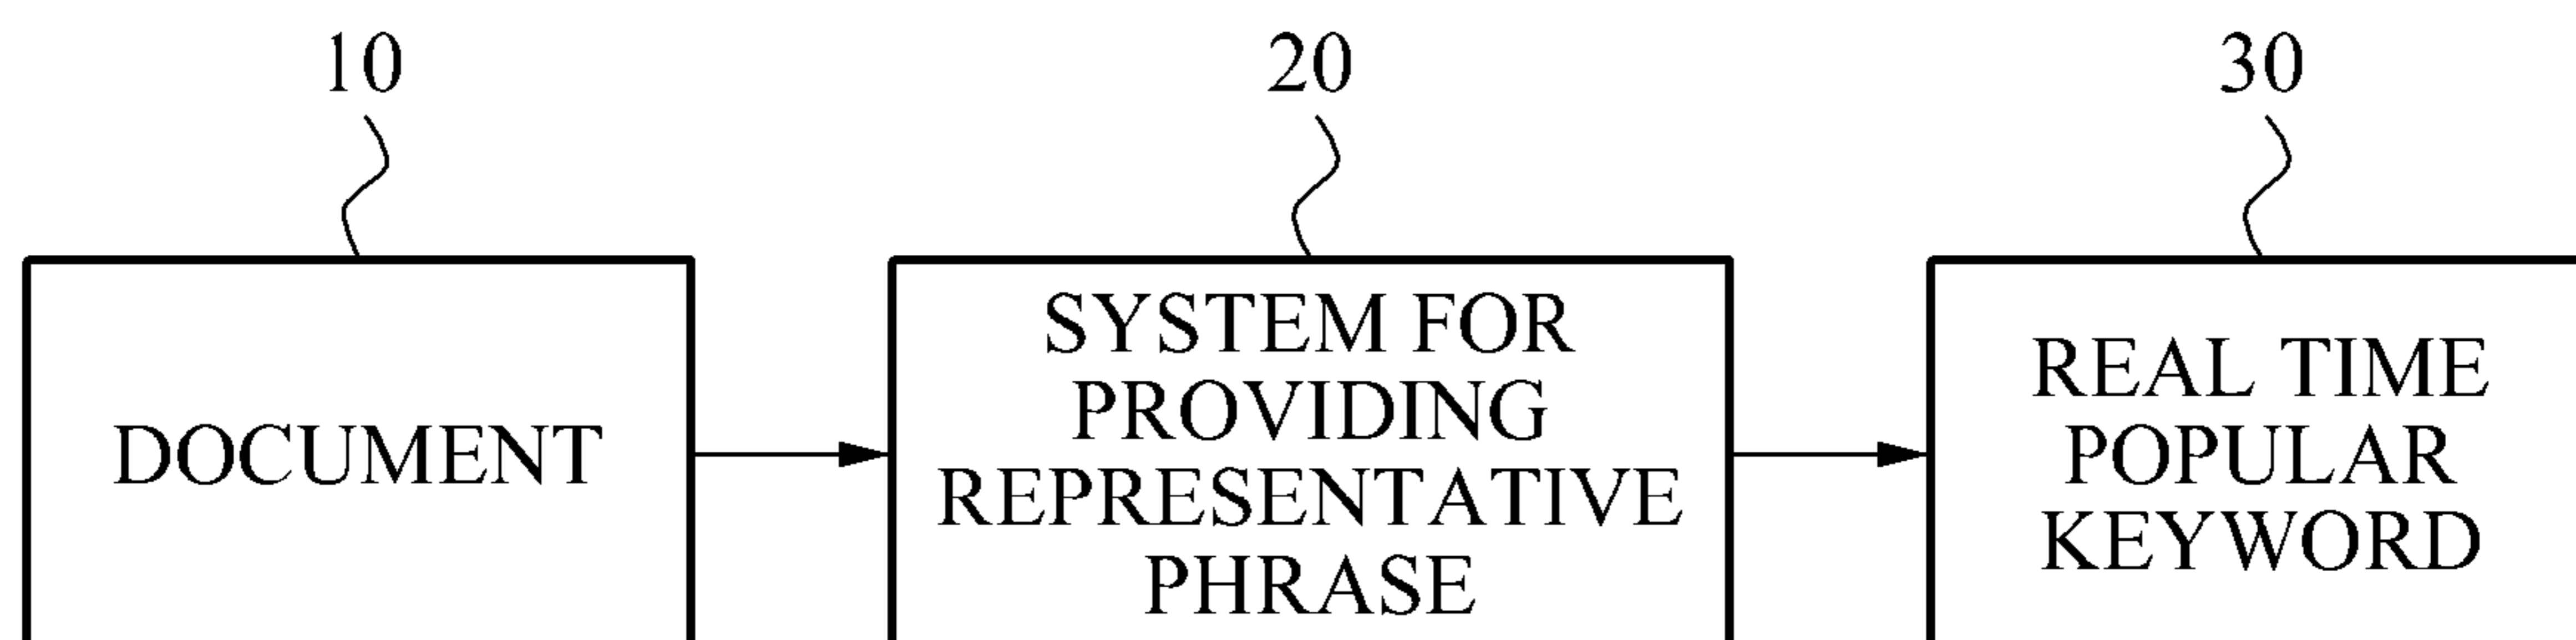 10
20
30
DOCUMENT
SYSTEM FOR
PROVIDING
REPRESENTATIVE
PHRASE
REAL TIME
POPULAR
KEYWORD